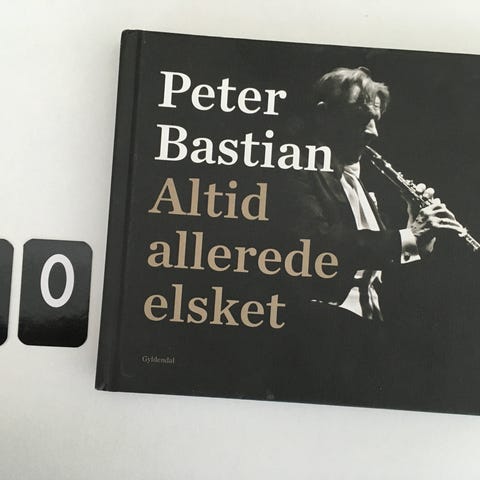 Peter
Bastian
Altid
allerede
elsket
Gyldendal
0